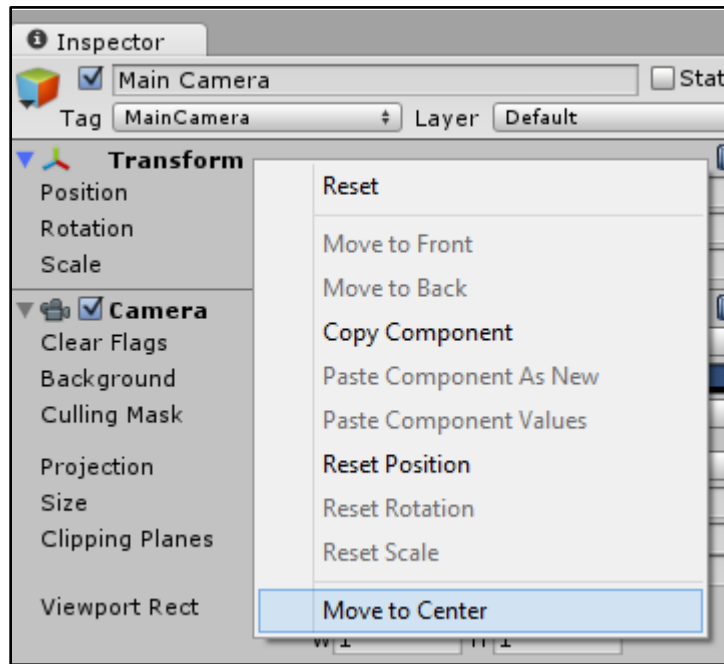 Inspector
Main Camera Stat
Tag MainCamera Layer Default
Transform
Position
Rotation
Scale
Camera
Clear Flags
Background
Culling Mask
Projection
Size
Clipping Planes
Viewport Rect
Reset
Move to Front
Move to Back
Copy Component
Paste Component As New
Paste Component Values
Reset Position
Reset Rotation
Reset Scale
Move to Center
W 1 H 1